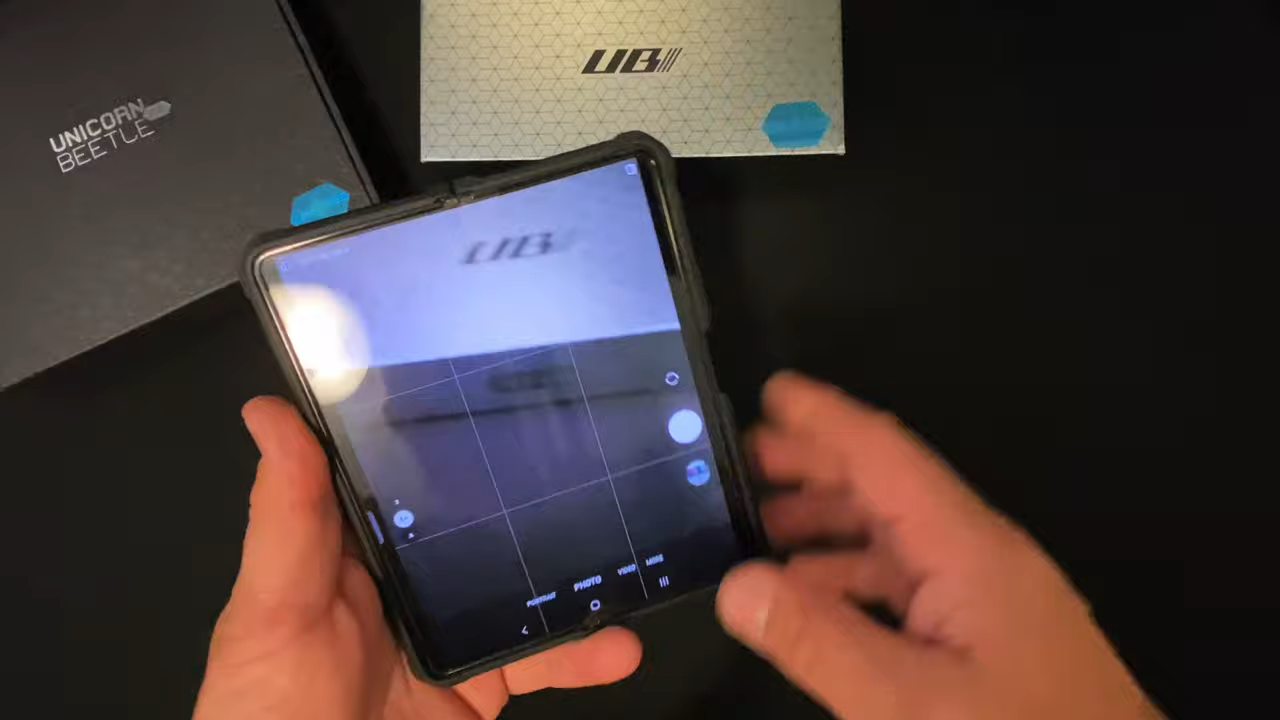 UNICORN
BEETLE
UB
UB
PORTRAIT
PHOTO
VIDEO
MORE